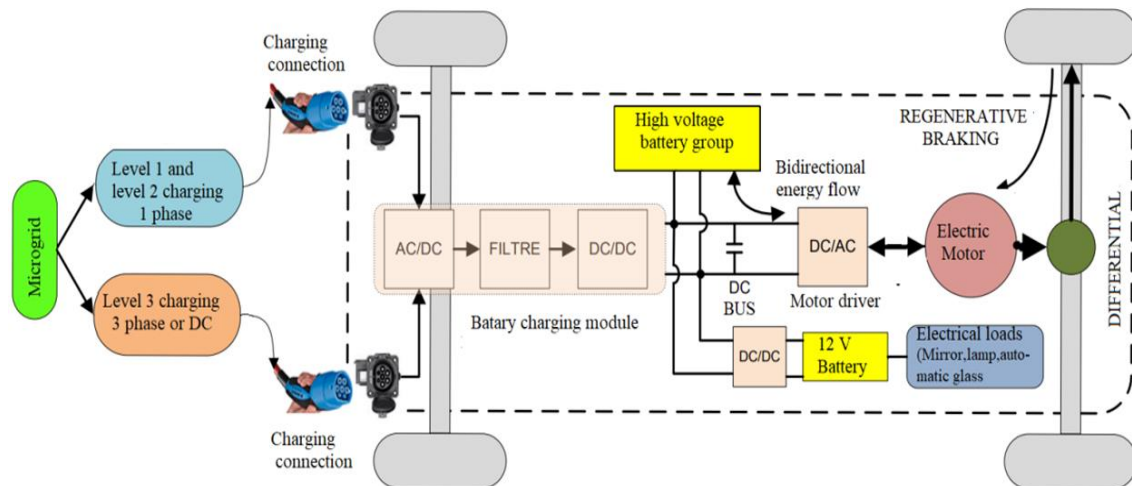 Charging
connection
Level 1 and
level 2 charging
1 phase
Microgrid
Level 3 charging
3 phase or DC
Charging
connection
AC/DC
FILTRE
DC/DC
Batary charging module
High voltage
battery group
Bidirectional
energy flow
DC/AC
Motor driver
DC
BUS
DC/DC
12 V
Battery
Electrical loads
(Mirror,lamp,auto-
matic glass
Electric
Motor
REGENERATIVE
BRAKING
DIFFERENTIAL